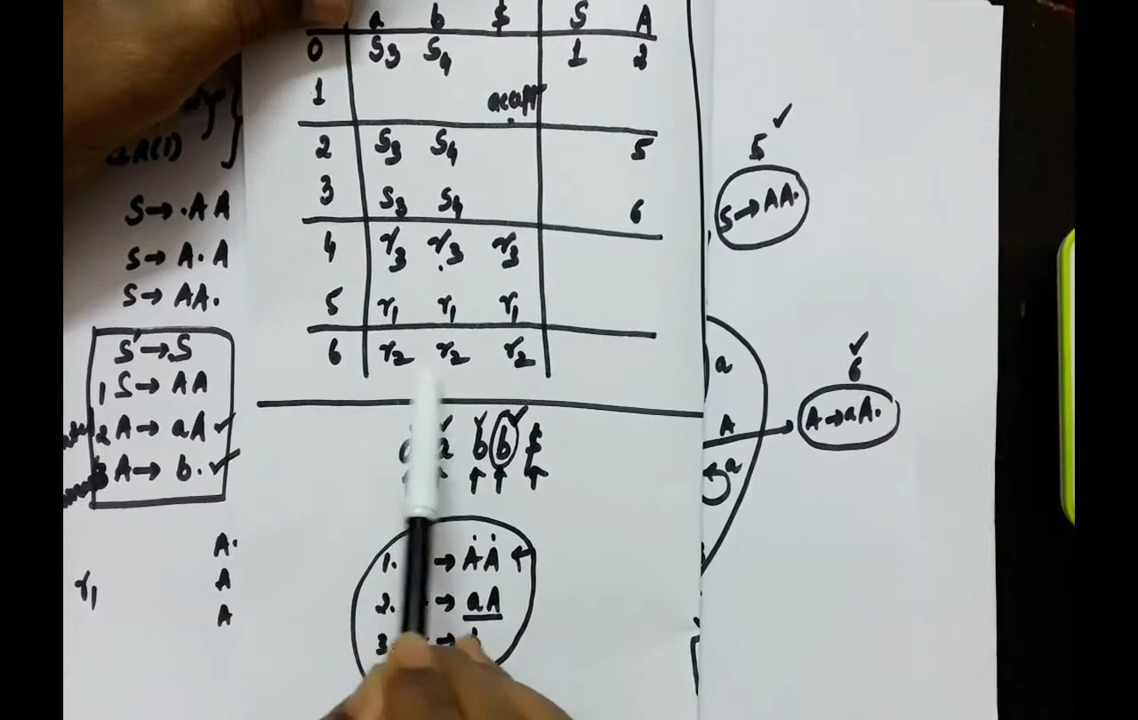 a b $ S A
0 S3 S4 1 2
1 accept
2 S3 S4 5
3 S3 S4 6
4 r3 r3 r3
5 r1 r1 r1
6 r2 r2 r2
a b b $
1. → AA
2. → aA
3 →
S→ .AA
S→ A.A
S→ AA.
S'→.S
1 S→ AA
2 A→ aA
3 A→ b.
A.
r1 A
A
5
S→AA.
a
A
a
6
A→aA.